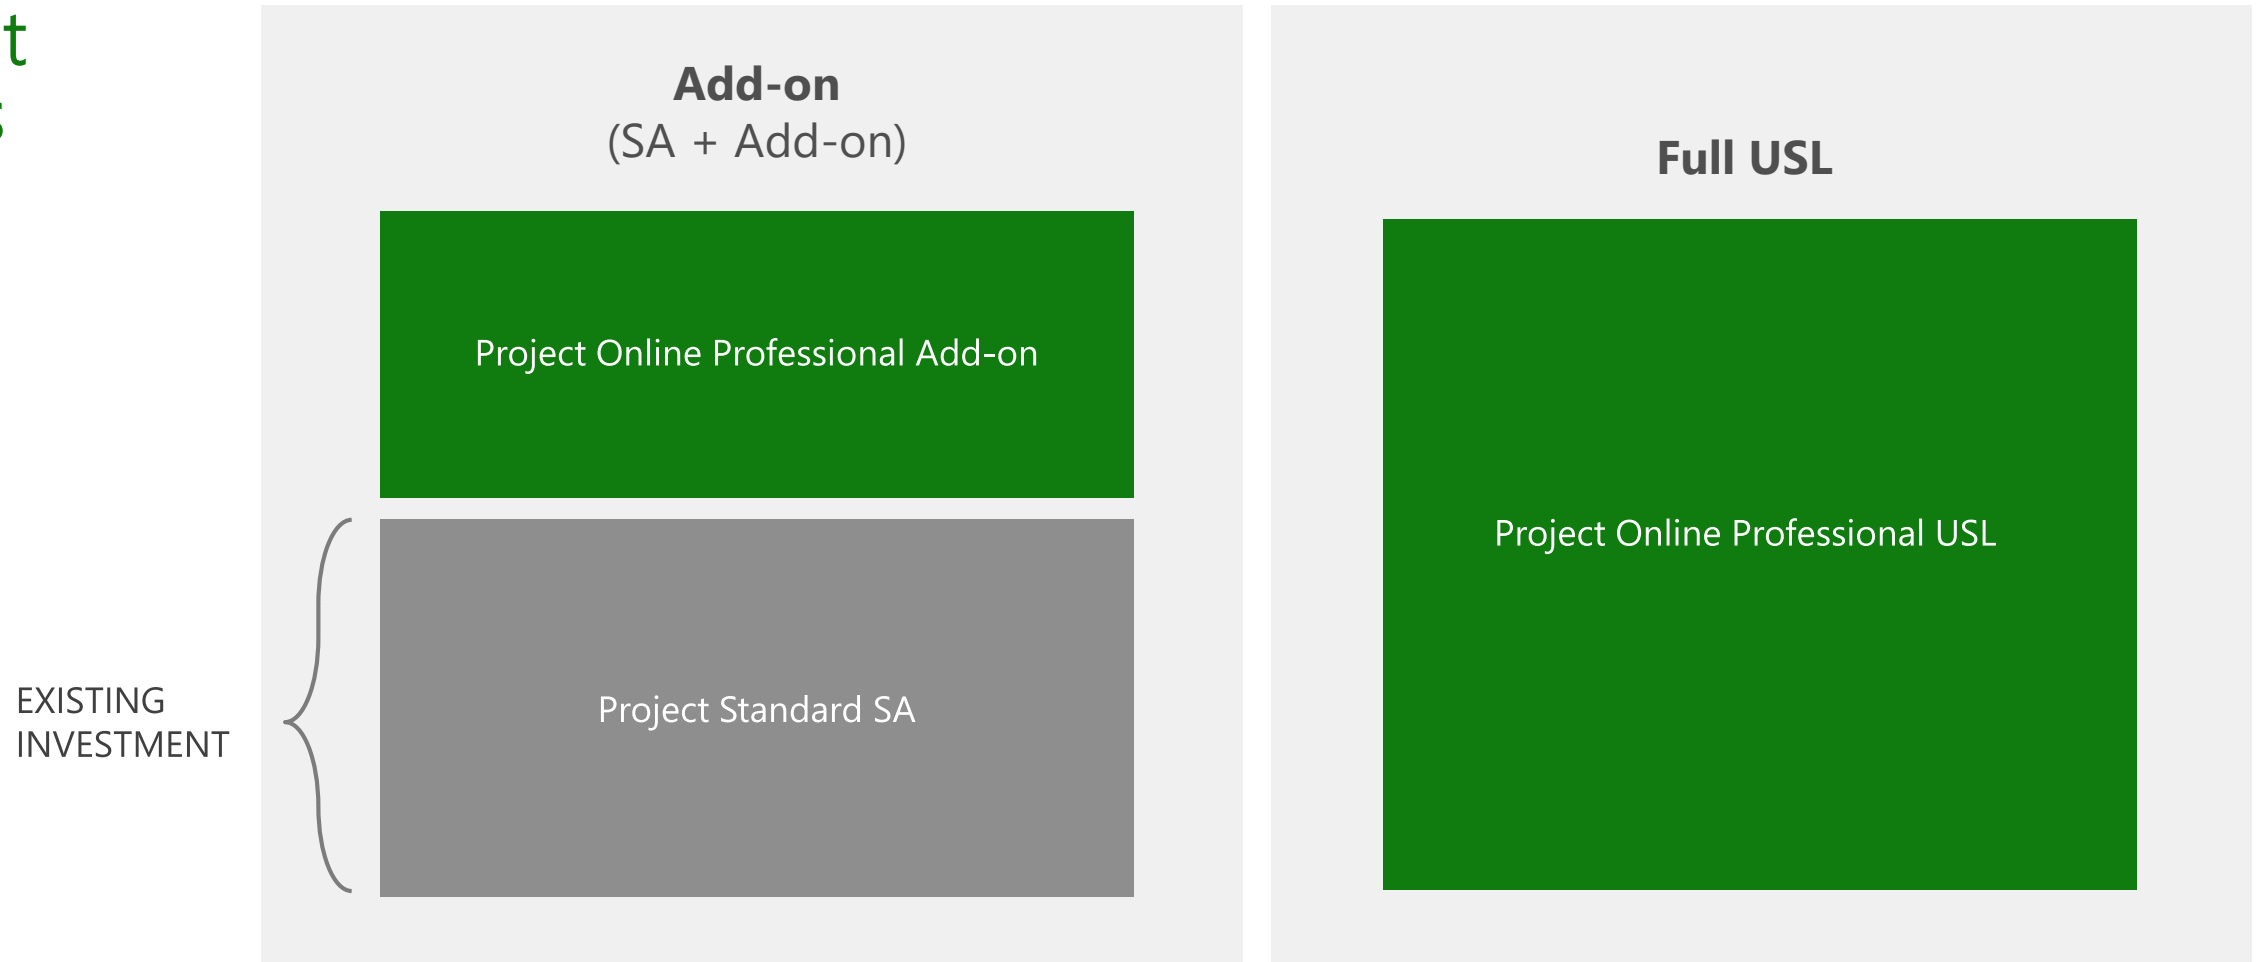 Add-on
(SA + Add-on)
Full USL
Project Online Professional Add-on
Project Online Professional USL
Project Standard SA
EXISTING
INVESTMENT